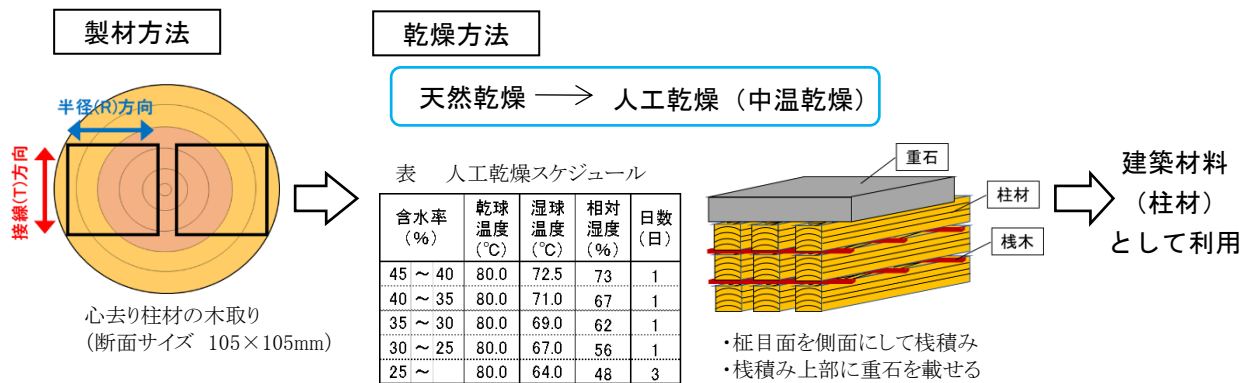 製材方法
半径(R)方向
接線(T)方向
心去り柱材の木取り
(断面サイズ 105×105mm)
乾燥方法
天然乾燥 → 人工乾燥（中温乾燥）
表 人工乾燥スケジュール
含水率(%) 乾球温度(℃) 湿球温度(℃) 相対湿度(%) 日数(日)
45 ～ 40 80.0 72.5 73 1
40 ～ 35 80.0 71.0 67 1
35 ～ 30 80.0 69.0 62 1
30 ～ 25 80.0 67.0 56 1
25 ～ 80.0 64.0 48 3
重石
柱材
桟木
・柾目面を側面にして桟積み
・桟積み上部に重石を載せる
建築材料
（柱材）
として利用